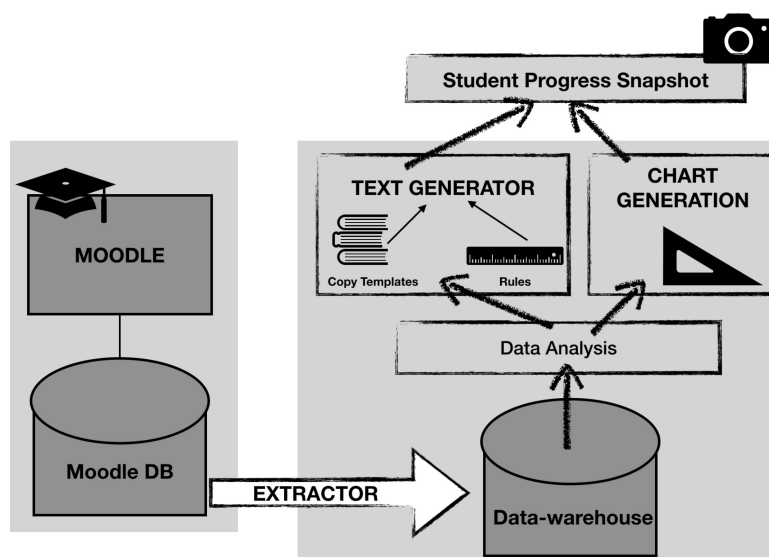 Student Progress Snapshot
TEXT GENERATOR
CHART
GENERATION
MOODLE
Copy Templates
Rules
Data Analysis
Moodle DB
EXTRACTOR
Data-warehouse